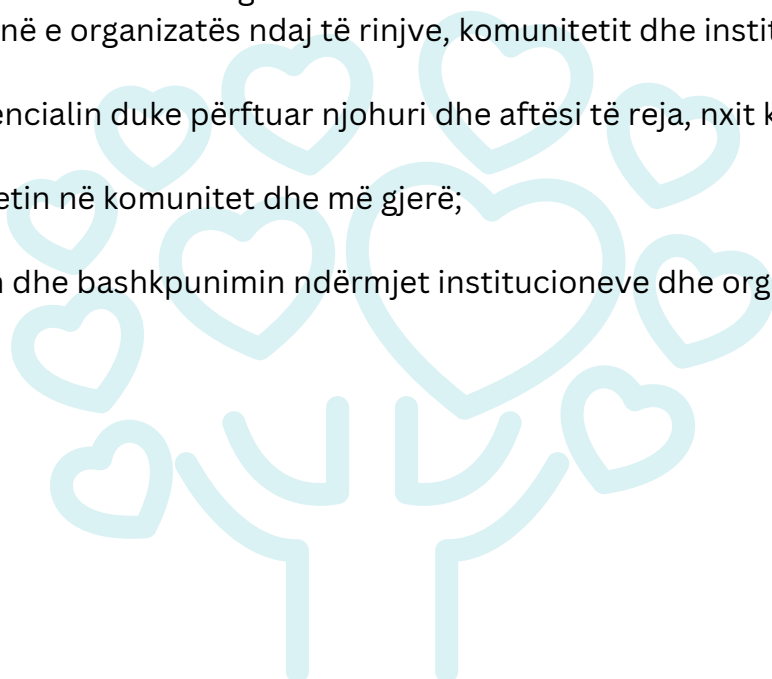 në e organizatës ndaj të rinjve, komunitetit dhe instit
encialin duke përftuar njohuri dhe aftësi të reja, nxit k
etin në komunitet dhe më gjerë;
dhe bashkpunimin ndërmjet institucioneve dhe org